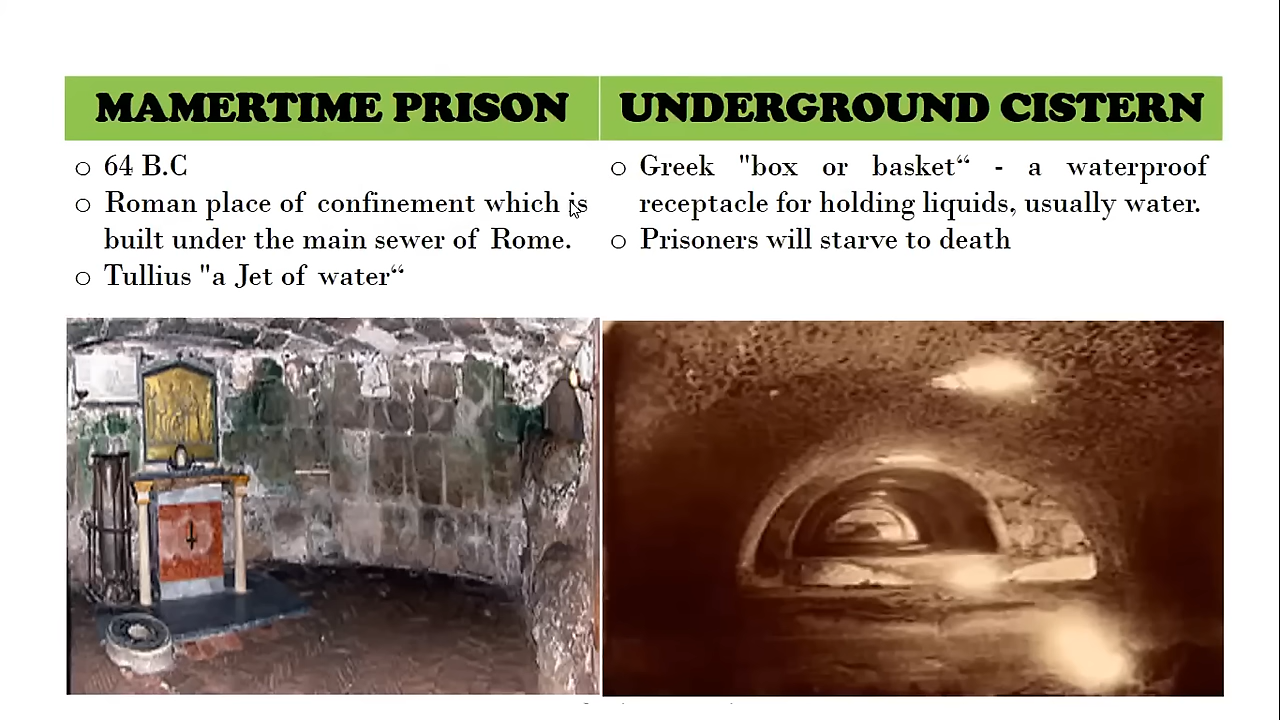 MAMERTIME PRISON
64 B.C
Roman place of confinement which is
built under the main sewer of Rome.
Tullius "a Jet of water“
UNDERGROUND CISTERN
Greek "box or basket“ - a waterproof
receptacle for holding liquids, usually water.
Prisoners will starve to death